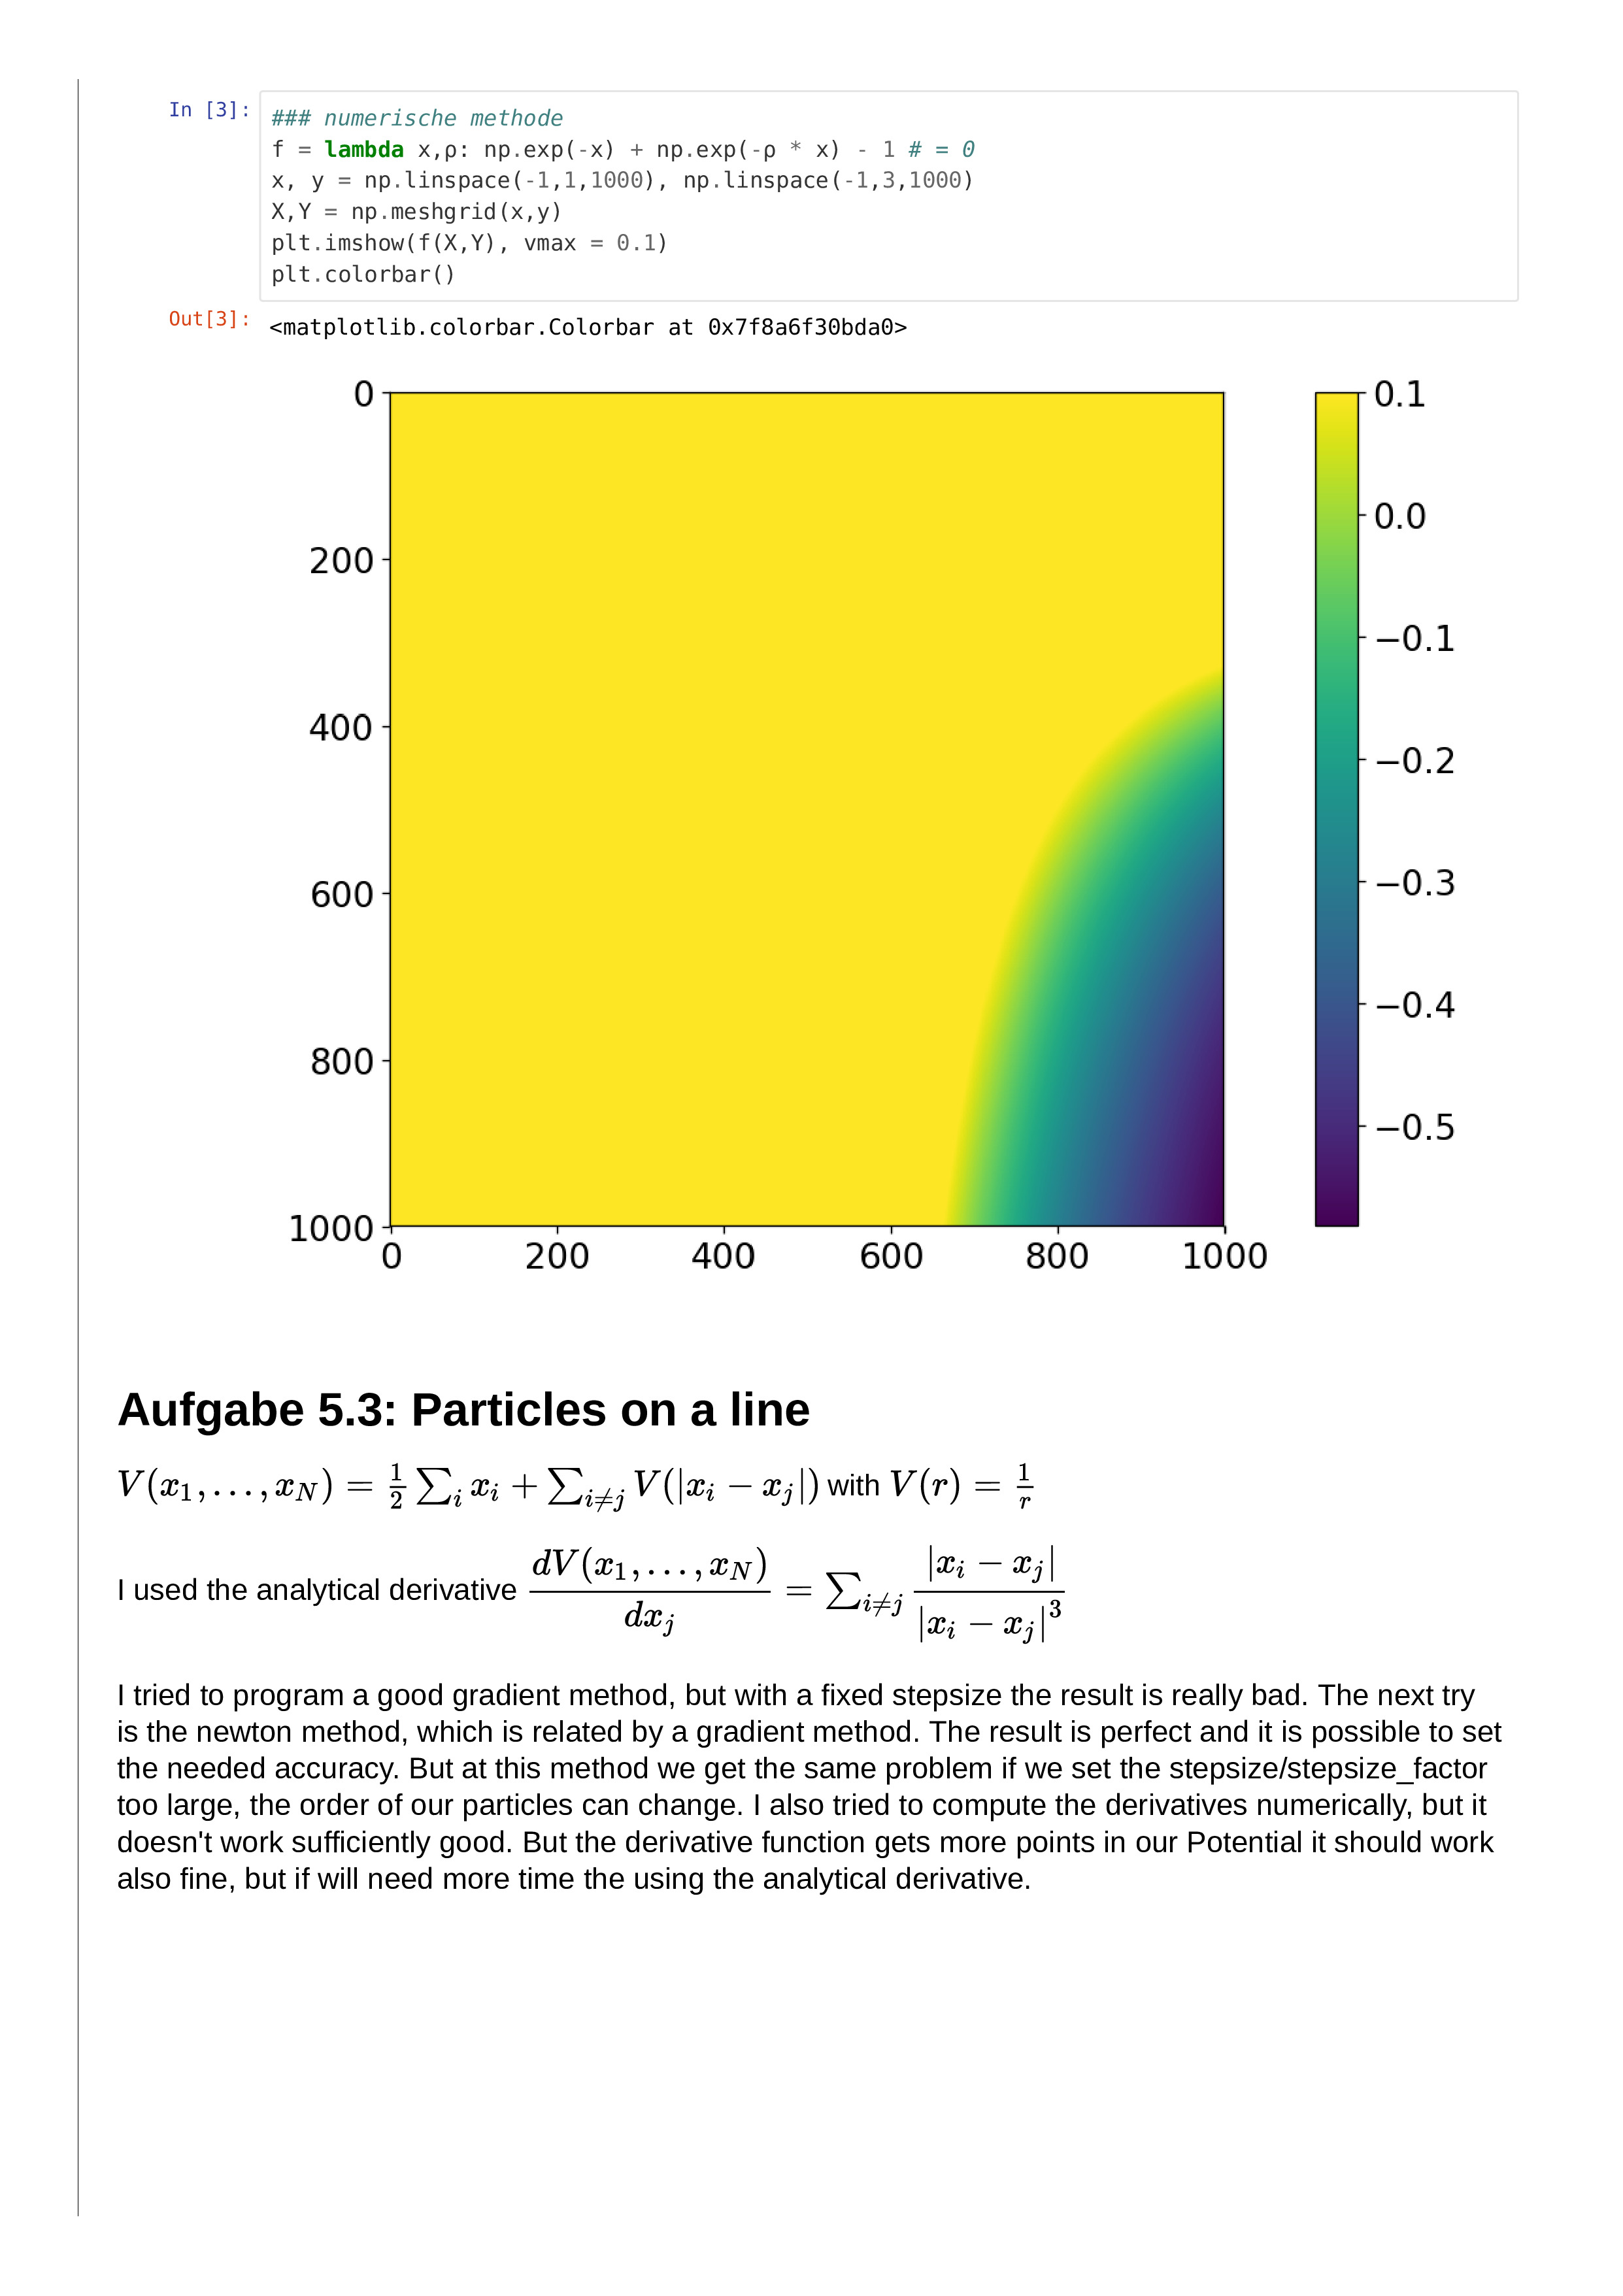 In [3]:
### numerische methode
f = lambda x,ρ: np.exp(-x) + np.exp(-ρ * x) - 1 # = 0
x, y = np.linspace(-1,1,1000), np.linspace(-1,3,1000)
X,Y = np.meshgrid(x,y)
plt.imshow(f(X,Y), vmax = 0.1)
plt.colorbar()
Out[3]: <matplotlib.colorbar.Colorbar at 0x7f8a6f30bda0>
0
200
400
600
800
1000
0 200 400 600 800 1000
0.1
0.0
−0.1
−0.2
−0.3
−0.4
−0.5
Aufgabe 5.3: Particles on a line
$V(x_1, \ldots, x_N) = \frac{1}{2} \sum_i x_i + \sum_{i \neq j} V(|x_i - x_j|)$ with $V(r) = \frac{1}{r}$
I used the analytical derivative $\frac{dV(x_1, \ldots, x_N)}{dx_j} = \sum_{i \neq j} \frac{|x_i - x_j|}{|x_i - x_j|^3}$
I tried to program a good gradient method, but with a fixed stepsize the result is really bad. The next try
is the newton method, which is related by a gradient method. The result is perfect and it is possible to set
the needed accuracy. But at this method we get the same problem if we set the stepsize/stepsize_factor
too large, the order of our particles can change. I also tried to compute the derivatives numerically, but it
doesn't work sufficiently good. But the derivative function gets more points in our Potential it should work
also fine, but if will need more time the using the analytical derivative.